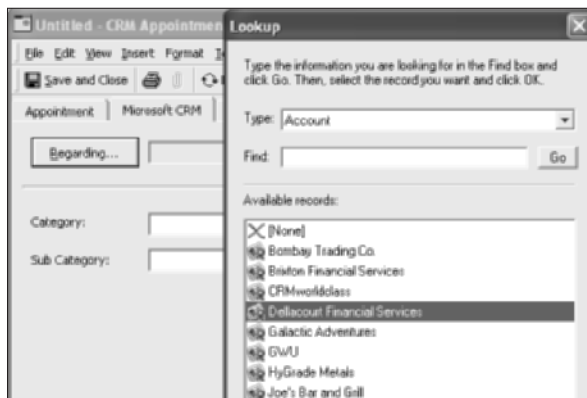 Untitled - CRM Appointmen
File Edit View Insert Format
Save and Close
Appointment Microsoft CRM
Regarding...
Category:
Sub Category:
Lookup
Type the information you are looking for in the Find box and
click Go. Then, select the record you want and click OK.
Type: Account
Find: Go
Available records:
[None]
Bombay Trading Co.
Brixton Financial Services
CRMworldclass
Dellacourt Financial Services
Galactic Adventures
GWU
HyGrade Metals
Joe's Bar and Grill